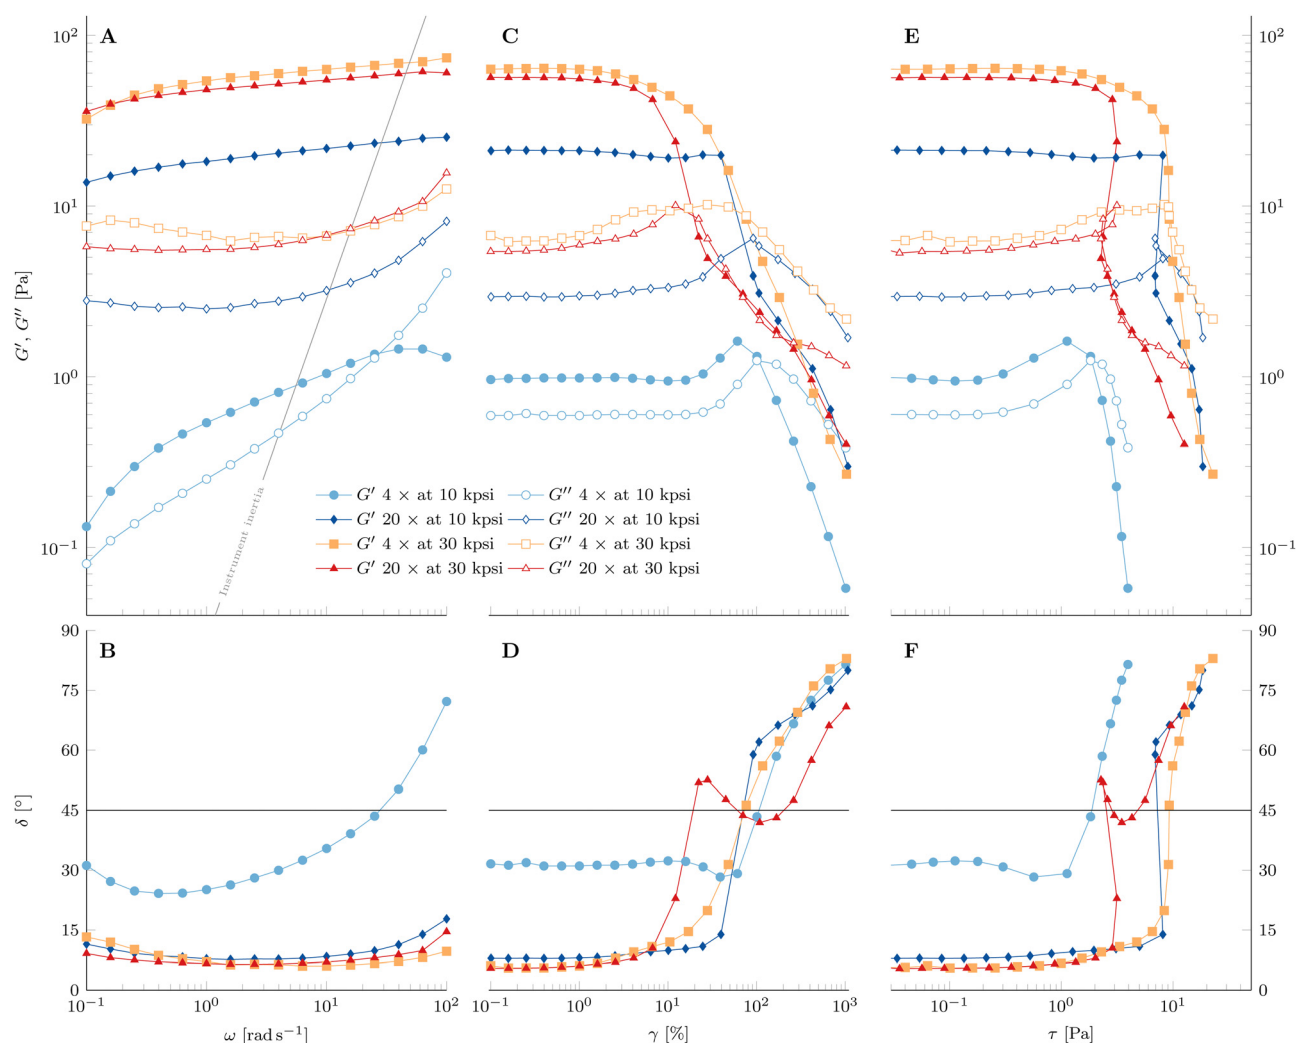 A
C
E
10²
10¹
10⁰
10⁻¹
G′, G″ [Pa]
10²
10¹
10⁰
10⁻¹
Instrument inertia
G′ 4 × at 10 kpsi
G″ 4 × at 10 kpsi
G′ 20 × at 10 kpsi
G″ 20 × at 10 kpsi
G′ 4 × at 30 kpsi
G″ 4 × at 30 kpsi
G′ 20 × at 30 kpsi
G″ 20 × at 30 kpsi
B
D
F
90
75
60
45
30
15
0
δ [°]
90
75
60
45
30
15
0
10⁻¹ 10⁰ 10¹ 10²
10⁻¹ 10⁰ 10¹ 10² 10³
10⁻¹ 10⁰ 10¹
ω [rad s⁻¹]
γ [%]
τ [Pa]